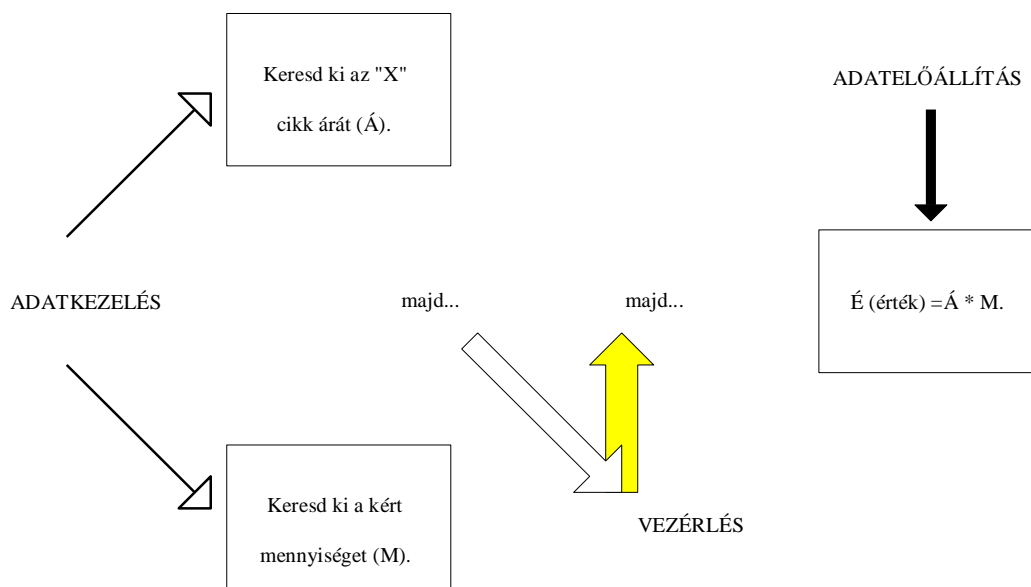 Keresd ki az "X"
cikk árát (Á).
ADATELŐÁLLÍTÁS
ADATKEZELÉS
majd...
majd...
É (érték) =Á * M.
Keresd ki a kért
mennyiséget (M).
VEZÉRLÉS